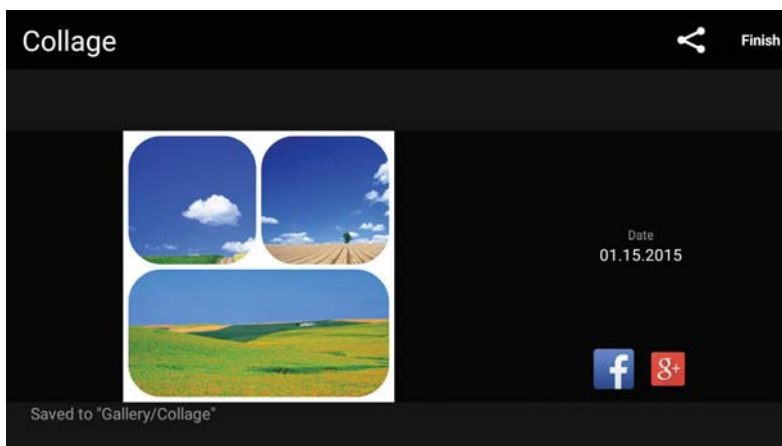 Collage
Finish
Date
01.15.2015
f
g+
Saved to "Gallery/Collage"